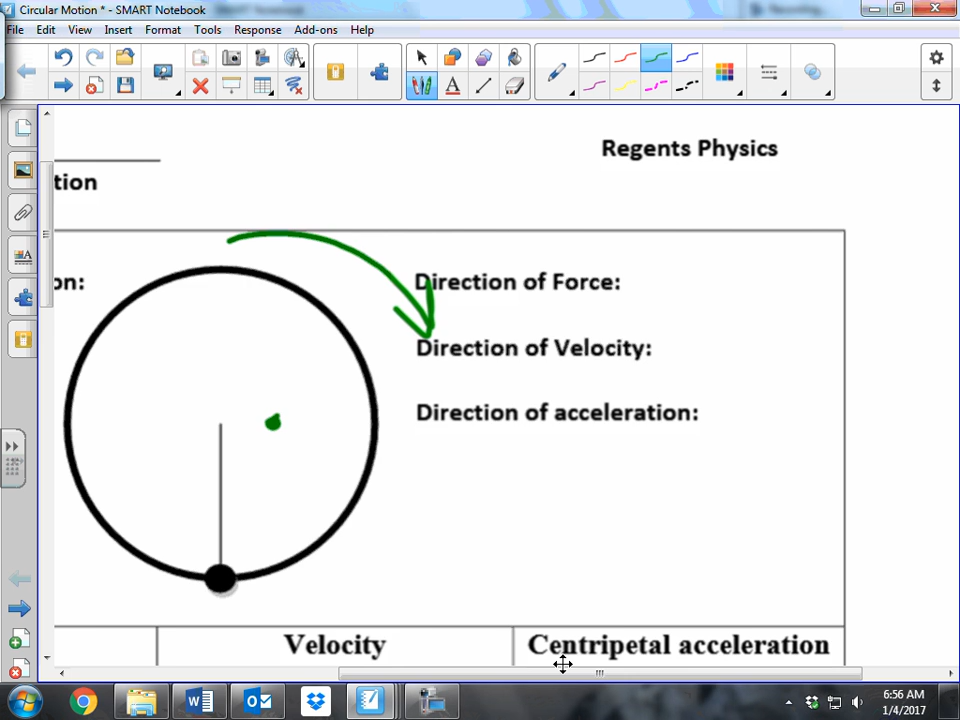 Circular Motion * - SMART Notebook
File Edit View Insert Format Tools Response Add-ons Help
Regents Physics
tion
on:
Direction of Force:
Direction of Velocity:
Direction of acceleration:
Velocity
Centripetal acceleration
6:56 AM
1/4/2017